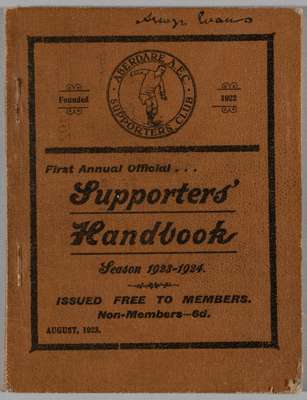 Evans
ABERDARE A.F.C.
SUPPORTERS CLUB
Founded 1922
First Annual Official . . .
Supporters'
Handbook
Season 1923-1924.
ISSUED FREE TO MEMBERS.
Non-Members—6d.
AUGUST, 1923.